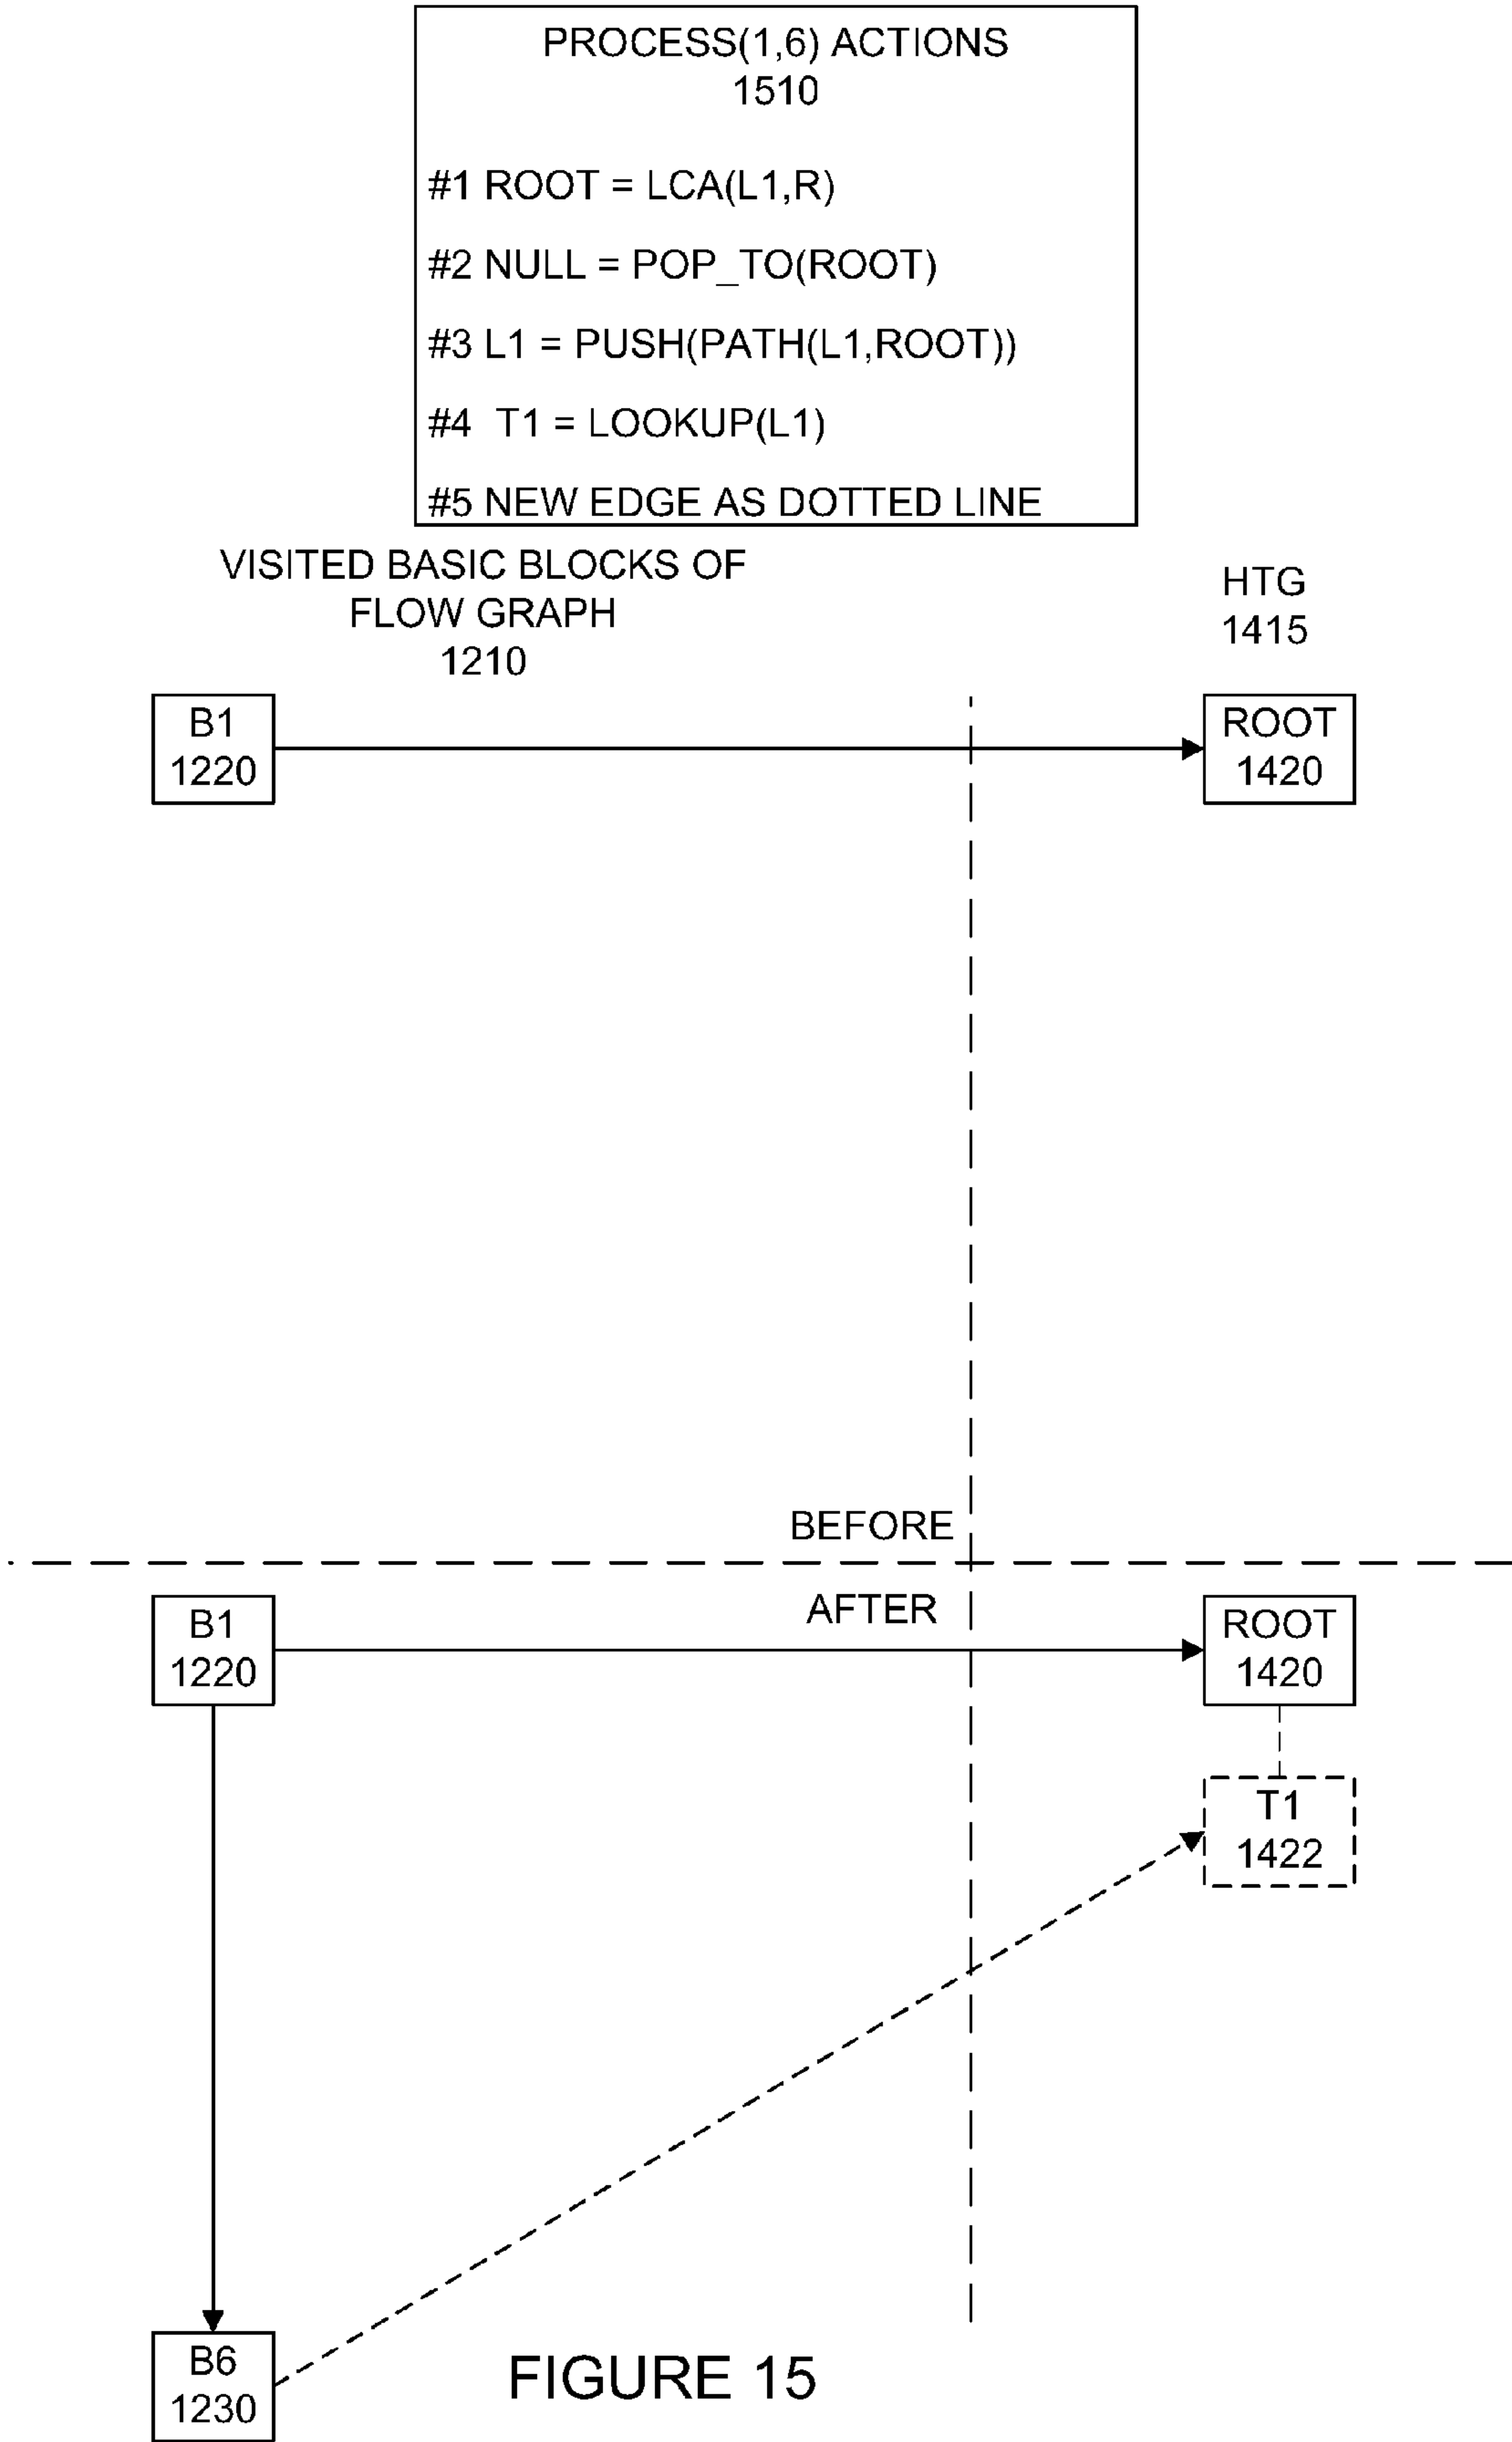 PROCESS(1,6) ACTIONS
1510
#1 ROOT = LCA(L1,R)
#2 NULL = POP_TO(ROOT)
#3 L1 = PUSH(PATH(L1,ROOT))
#4 T1 = LOOKUP(L1)
#5 NEW EDGE AS DOTTED LINE
VISITED BASIC BLOCKS OF
FLOW GRAPH
1210
HTG
1415
B1
1220
ROOT
1420
BEFORE
AFTER
B1
1220
ROOT
1420
T1
1422
B6
1230
FIGURE 15